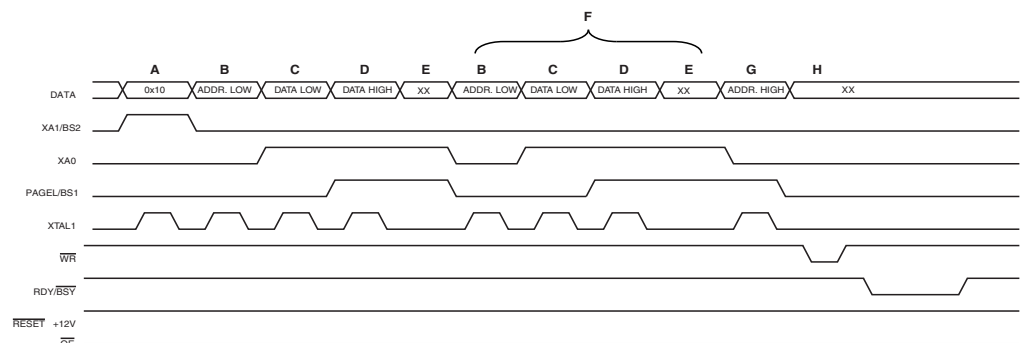 F
A B C D E B C D E G H
DATA 0x10 ADDR. LOW DATA LOW DATA HIGH XX ADDR. LOW DATA LOW DATA HIGH XX ADDR. HIGH XX
XA1/BS2
XA0
PAGEL/BS1
XTAL1
WR
RDY/BSY
RESET +12V